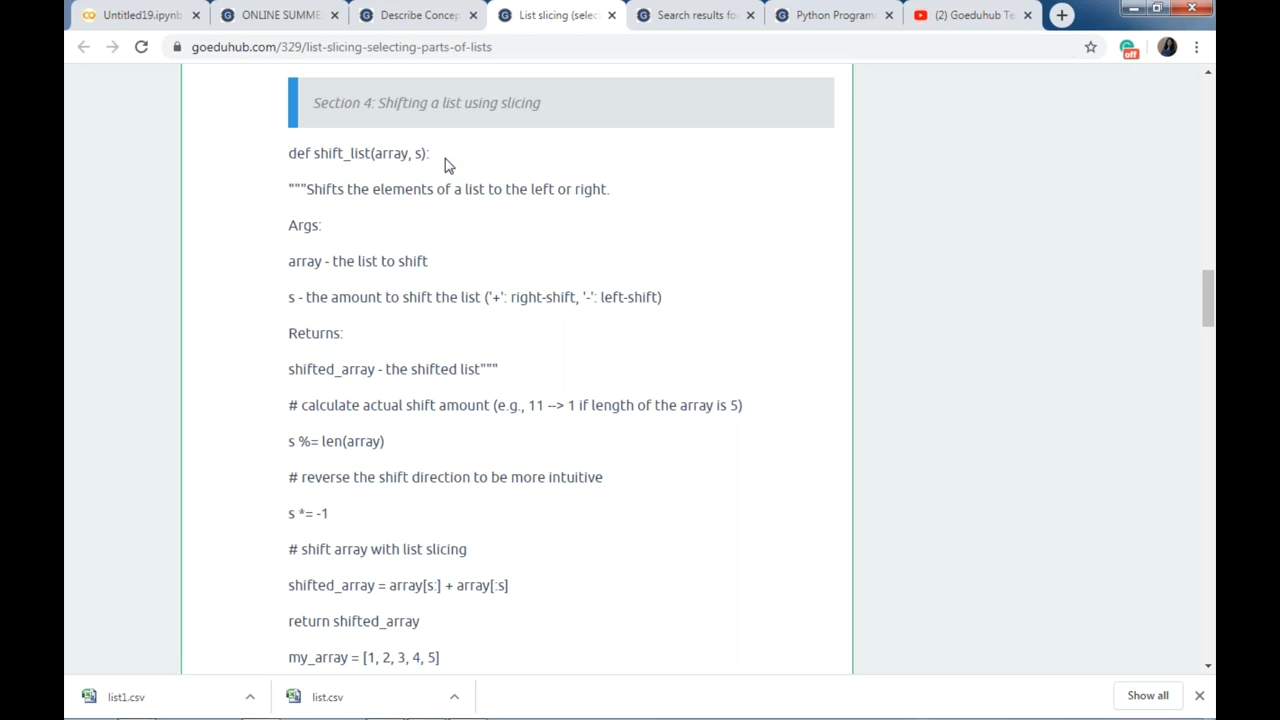 Untitled19.ipynb
ONLINE SUMME
Describe Concep
List slicing (selec
Search results fo
Python Program
(2) Goeduhub Te
goeduhub.com/329/list-slicing-selecting-parts-of-lists
off
Section 4: Shifting a list using slicing
def shift_list(array, s):
"""Shifts the elements of a list to the left or right.
Args:
array - the list to shift
s - the amount to shift the list ('+': right-shift, '-': left-shift)
Returns:
shifted_array - the shifted list"""
# calculate actual shift amount (e.g., 11 --> 1 if length of the array is 5)
s %= len(array)
# reverse the shift direction to be more intuitive
s *= -1
# shift array with list slicing
shifted_array = array[s:] + array[:s]
return shifted_array
my_array = [1, 2, 3, 4, 5]
list1.csv
list.csv
Show all